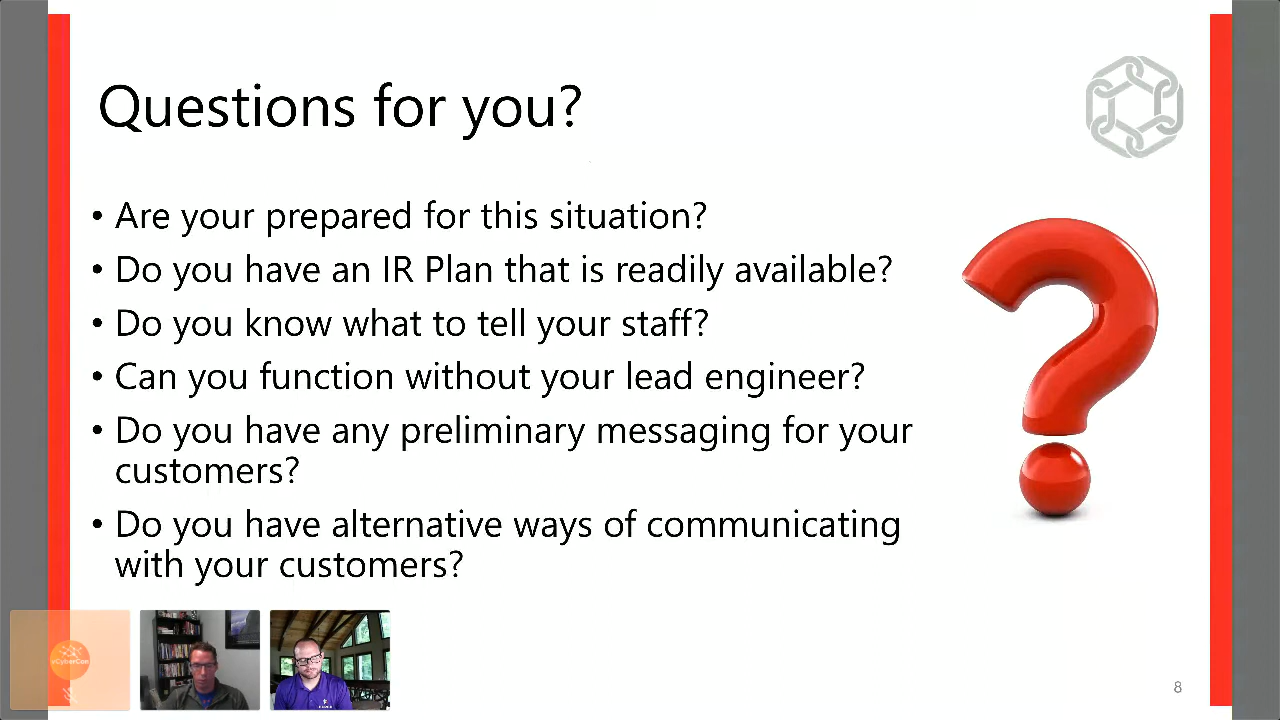 Questions for you?
• Are your prepared for this situation?
• Do you have an IR Plan that is readily available?
• Do you know what to tell your staff?
• Can you function without your lead engineer?
• Do you have any preliminary messaging for your
customers?
• Do you have alternative ways of communicating
with your customers?
vCyberCon
8